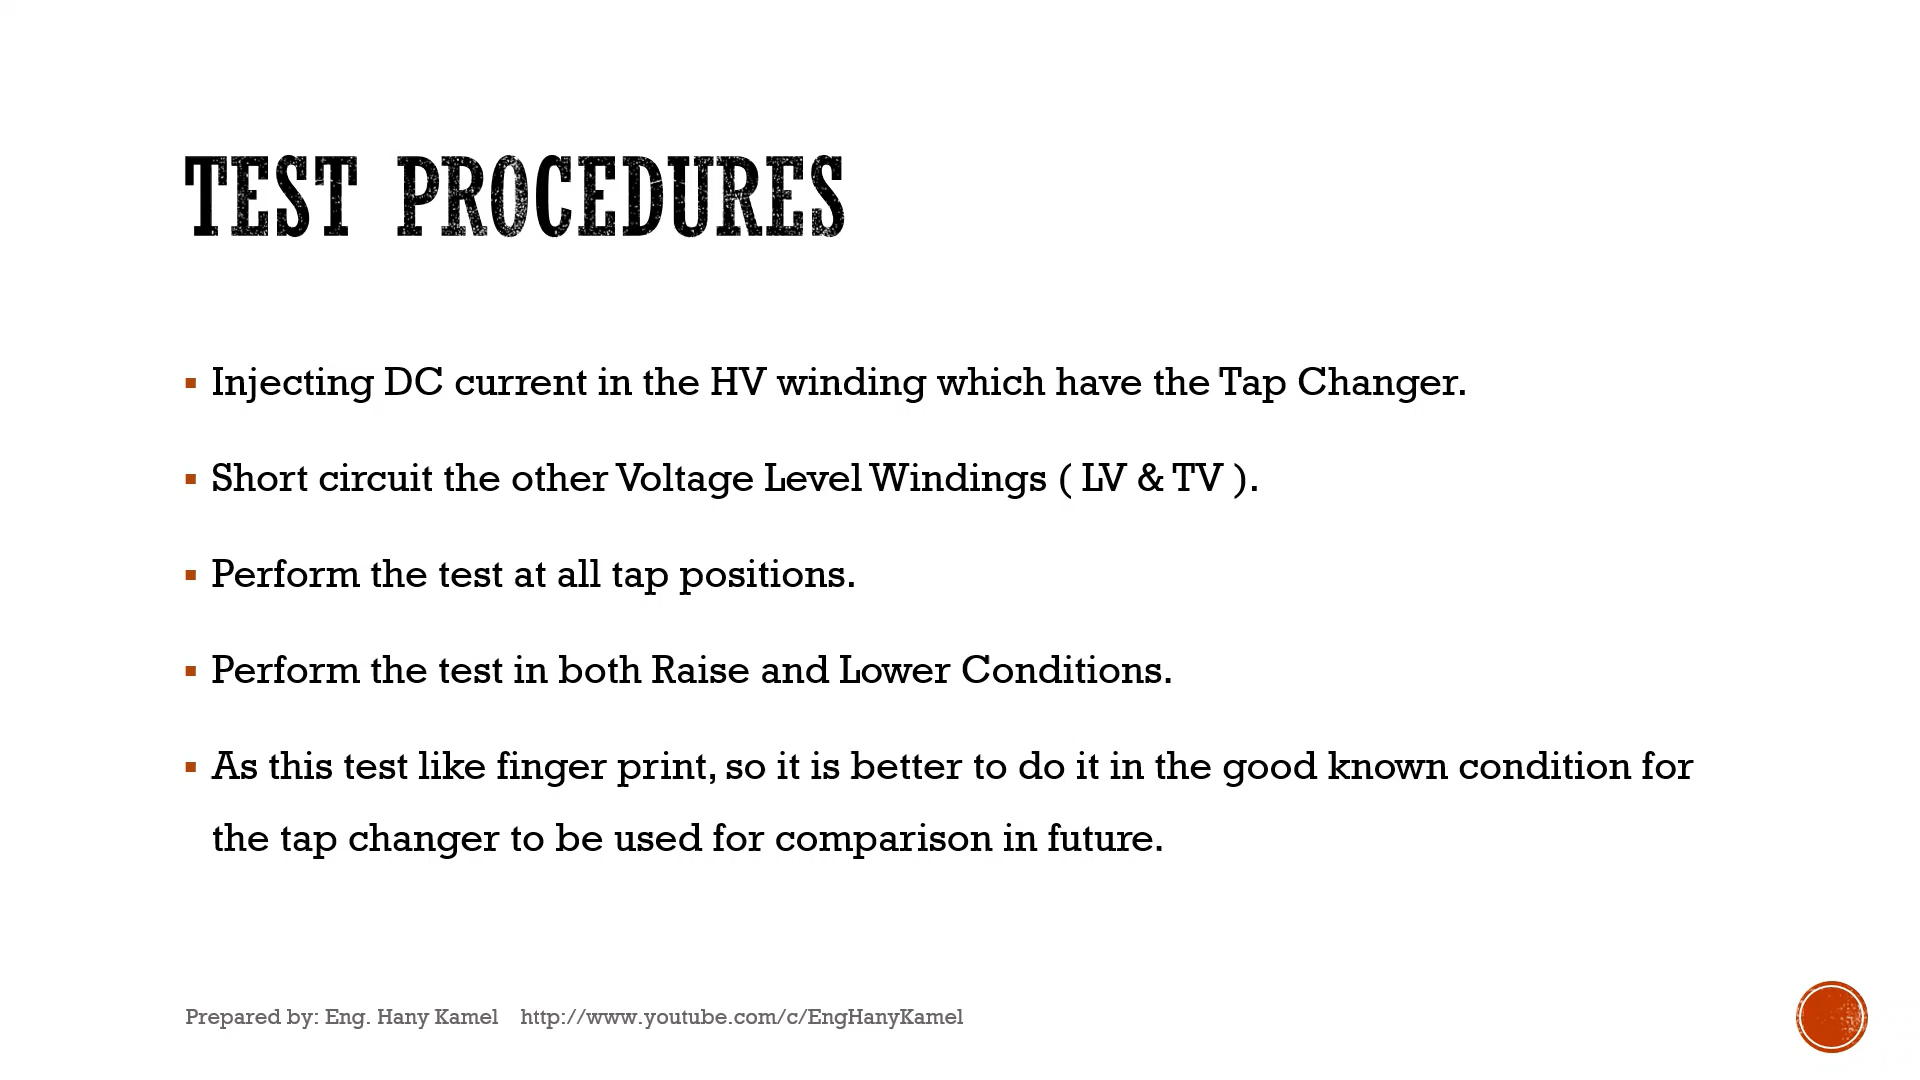 TEST PROCEDURES
▪ Injecting DC current in the HV winding which have the Tap Changer.
▪ Short circuit the other Voltage Level Windings ( LV & TV ).
▪ Perform the test at all tap positions.
▪ Perform the test in both Raise and Lower Conditions.
▪ As this test like finger print, so it is better to do it in the good known condition for
the tap changer to be used for comparison in future.
Prepared by: Eng. Hany Kamel http://www.youtube.com/c/EngHanyKamel